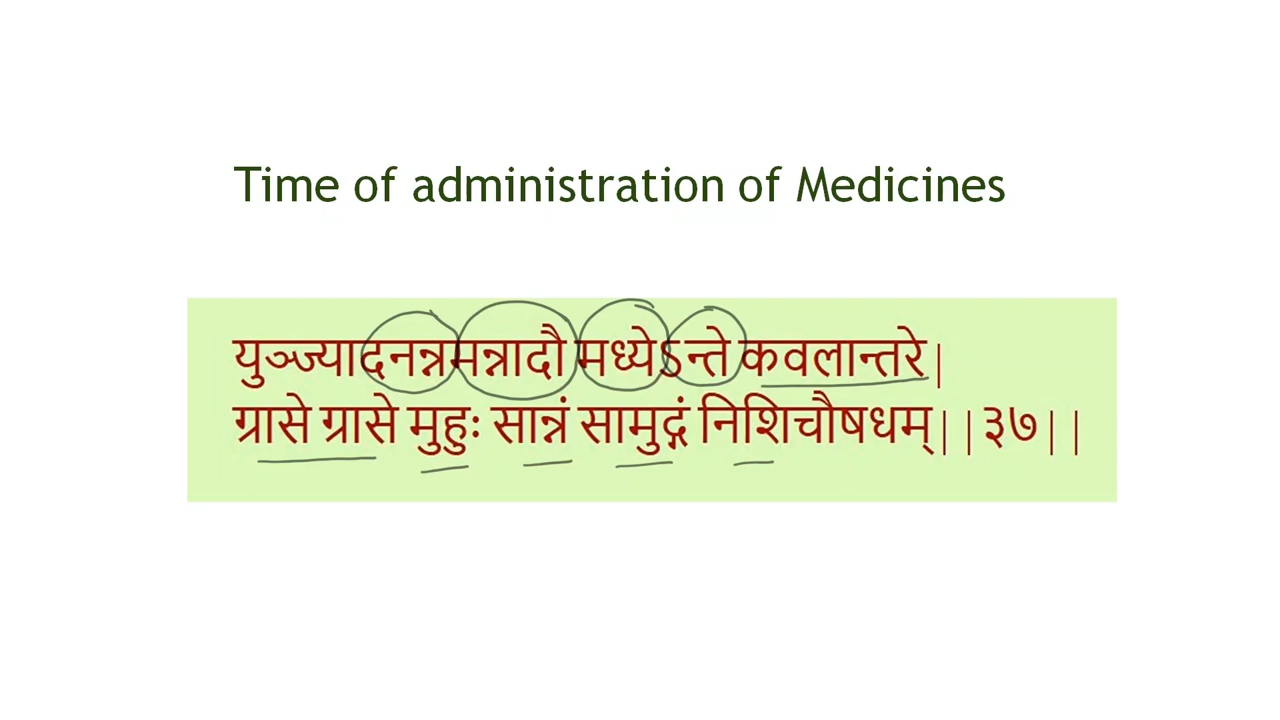 Time of administration of Medicines
युञ्ज्यादनन्नमन्नादौ मध्येऽन्ते कवलान्तरे|
ग्रासे ग्रासे मुहुः सान्नं सामुद्गं निशिचौषधम्||३७||